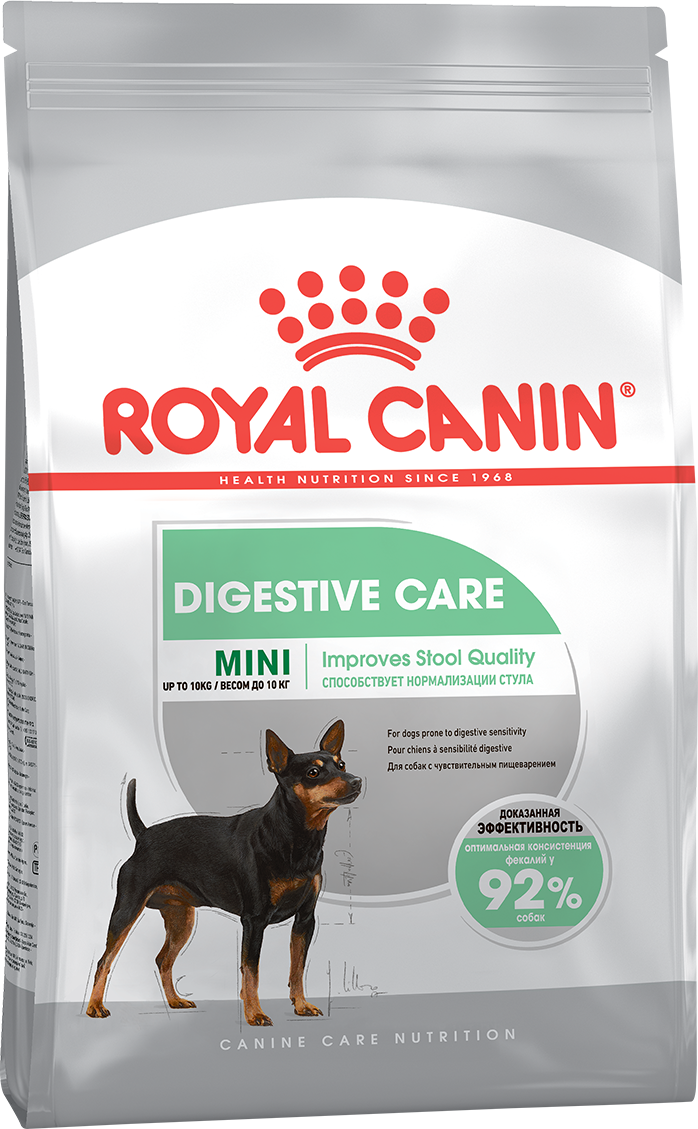 ROYAL CANIN®
HEALTH NUTRITION SINCE 1968
DIGESTIVE CARE
MINI
UP TO 10KG / ВЕСОМ ДО 10 КГ
Improves Stool Quality
СПОСОБСТВУЕТ НОРМАЛИЗАЦИИ СТУЛА
For dogs prone to digestive sensitivity
Pour chiens à sensibilité digestive
Для собак с чувствительным пищеварением
ДОКАЗАННАЯ
ЭФФЕКТИВНОСТЬ
оптимальная консистенция
фекалий у
92%
собак
CANINE CARE NUTRITION